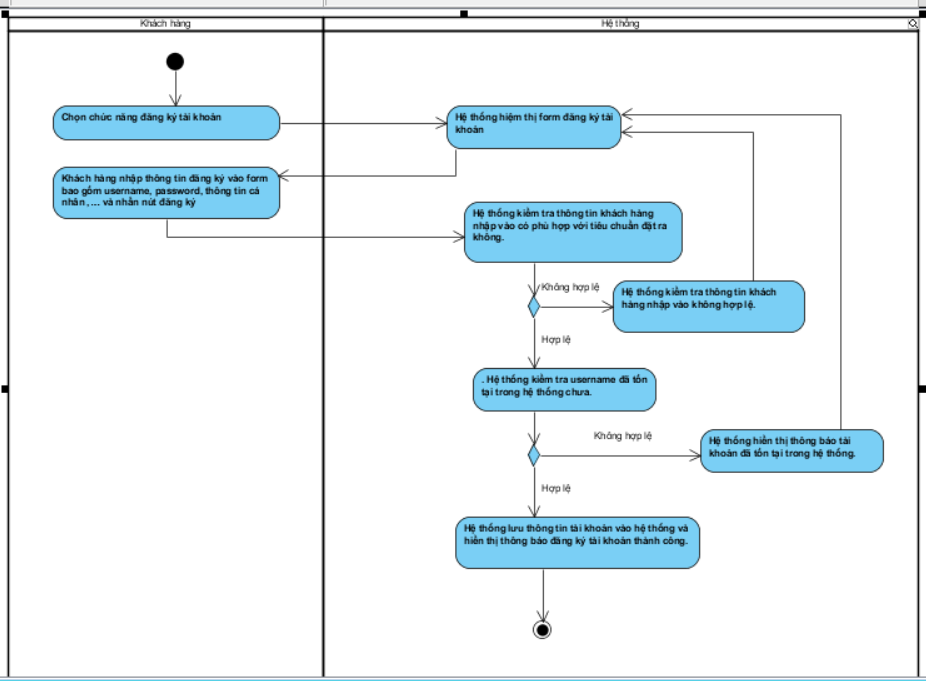 Khách hàng
Hệ thống
Chọn chức năng đăng ký tài khoản
Hệ thống hiệm thị form đăng ký tài
khoản
Khách hàng nhập thông tin đăng ký vào form
bao gồm username, password, thông tin cá
nhân , ... và nhấn nút đăng ký
Hệ thống kiểm tra thông tin khách hàng
nhập vào có phù hợp với tiêu chuẩn đặt ra
không.
Không hợp lệ
Hệ thống kiểm tra thông tin khách
hàng nhập vào không hợp lệ.
Hợp lệ
. Hệ thống kiểm tra username đã tồn
tại trong hệ thống chưa.
Không hợp lệ
Hệ thống hiển thị thông báo tài
khoản đã tồn tại trong hệ thống.
Hợp lệ
Hệ thống lưu thông tin tài khoản vào hệ thống và
hiển thị thông báo đăng ký tài khoản thành công.